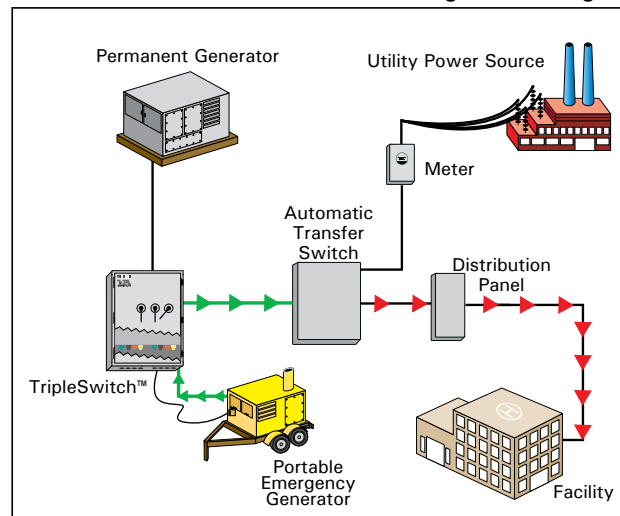 Permanent Generator
Utility Power Source
Meter
Automatic
Transfer
Switch
Distribution
Panel
TripleSwitch™
Portable
Emergency
Generator
H
Facility